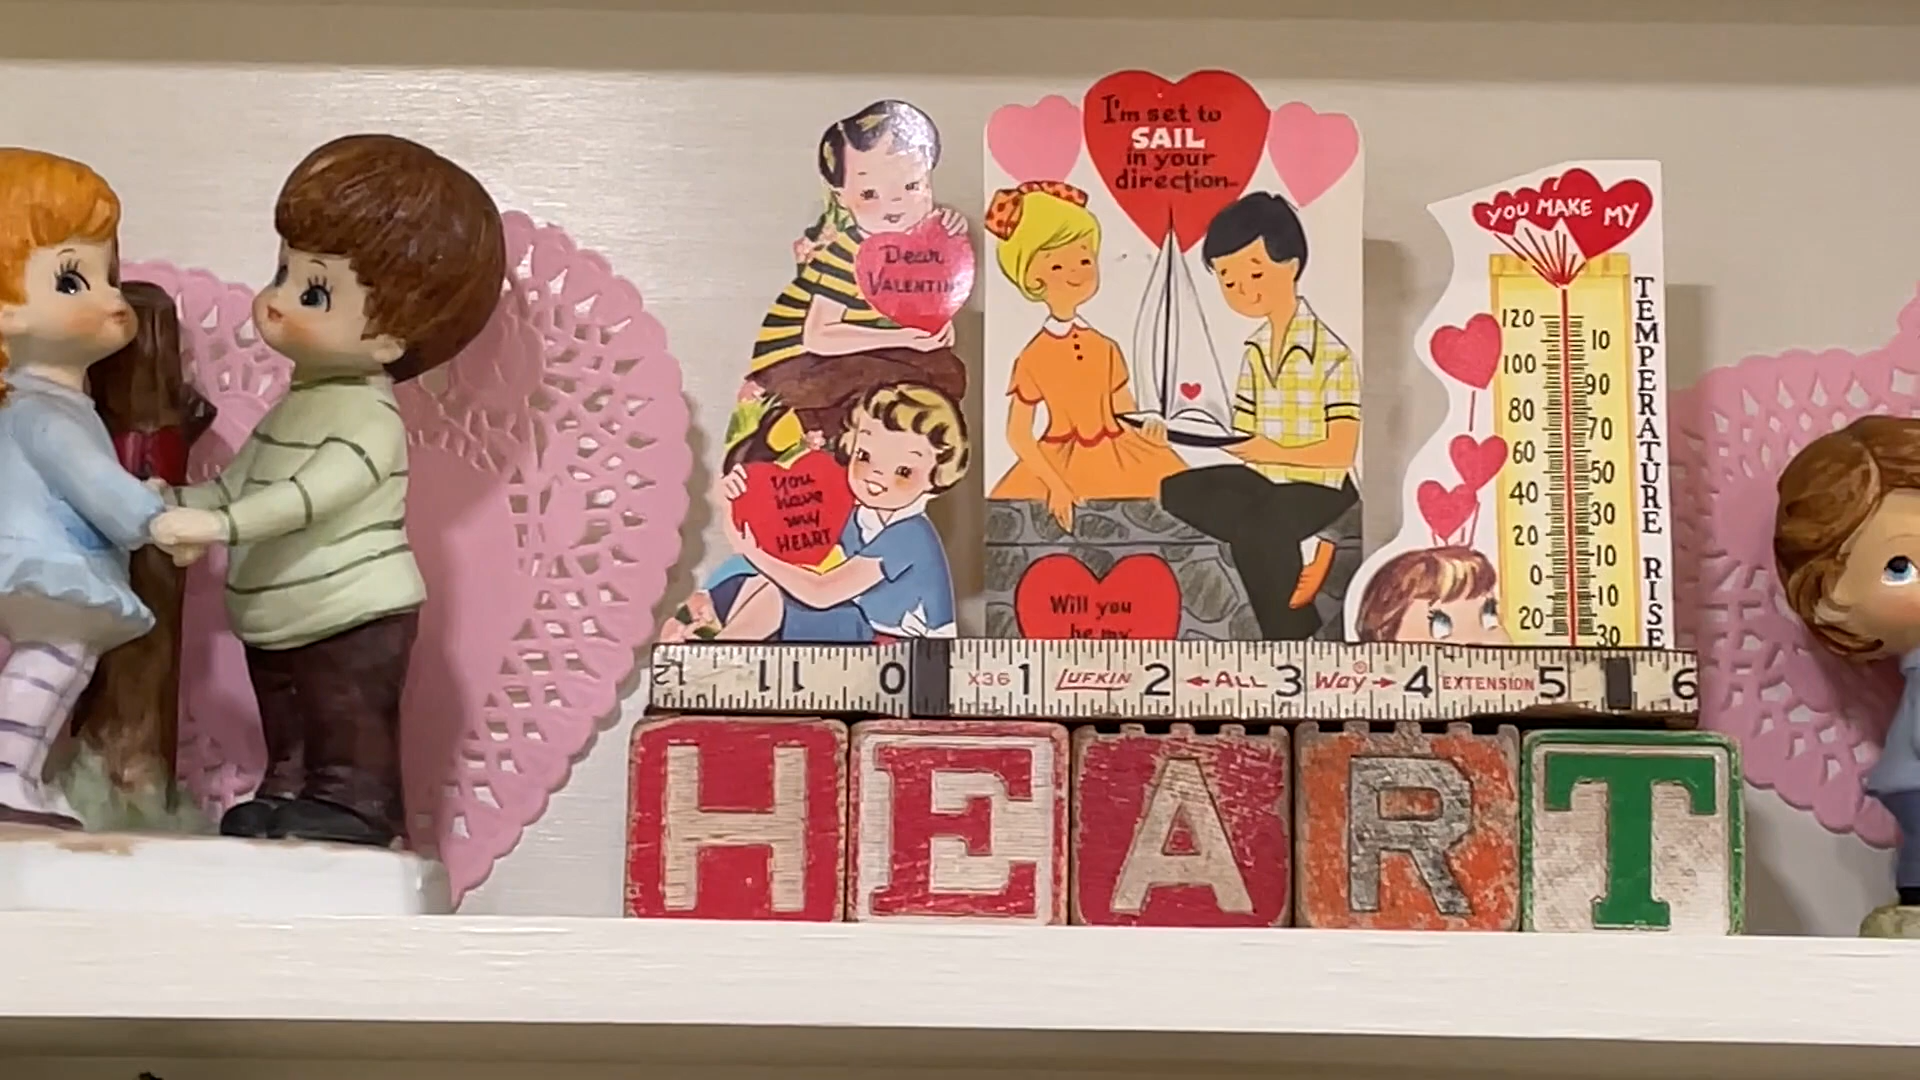 Dear
VALENTIN
You
have
my
HEART
I'm set to
SAIL
in your
direction
Will you
be my
YOU MAKE MY
TEMPERATURE RISE
120
100
80
60
40
20
0
20
10
90
70
50
30
10
10
30
12 11 0 X36 1 LUFKIN 2 ←ALL 3 Way® → 4 EXTENSION 5 6
HEART